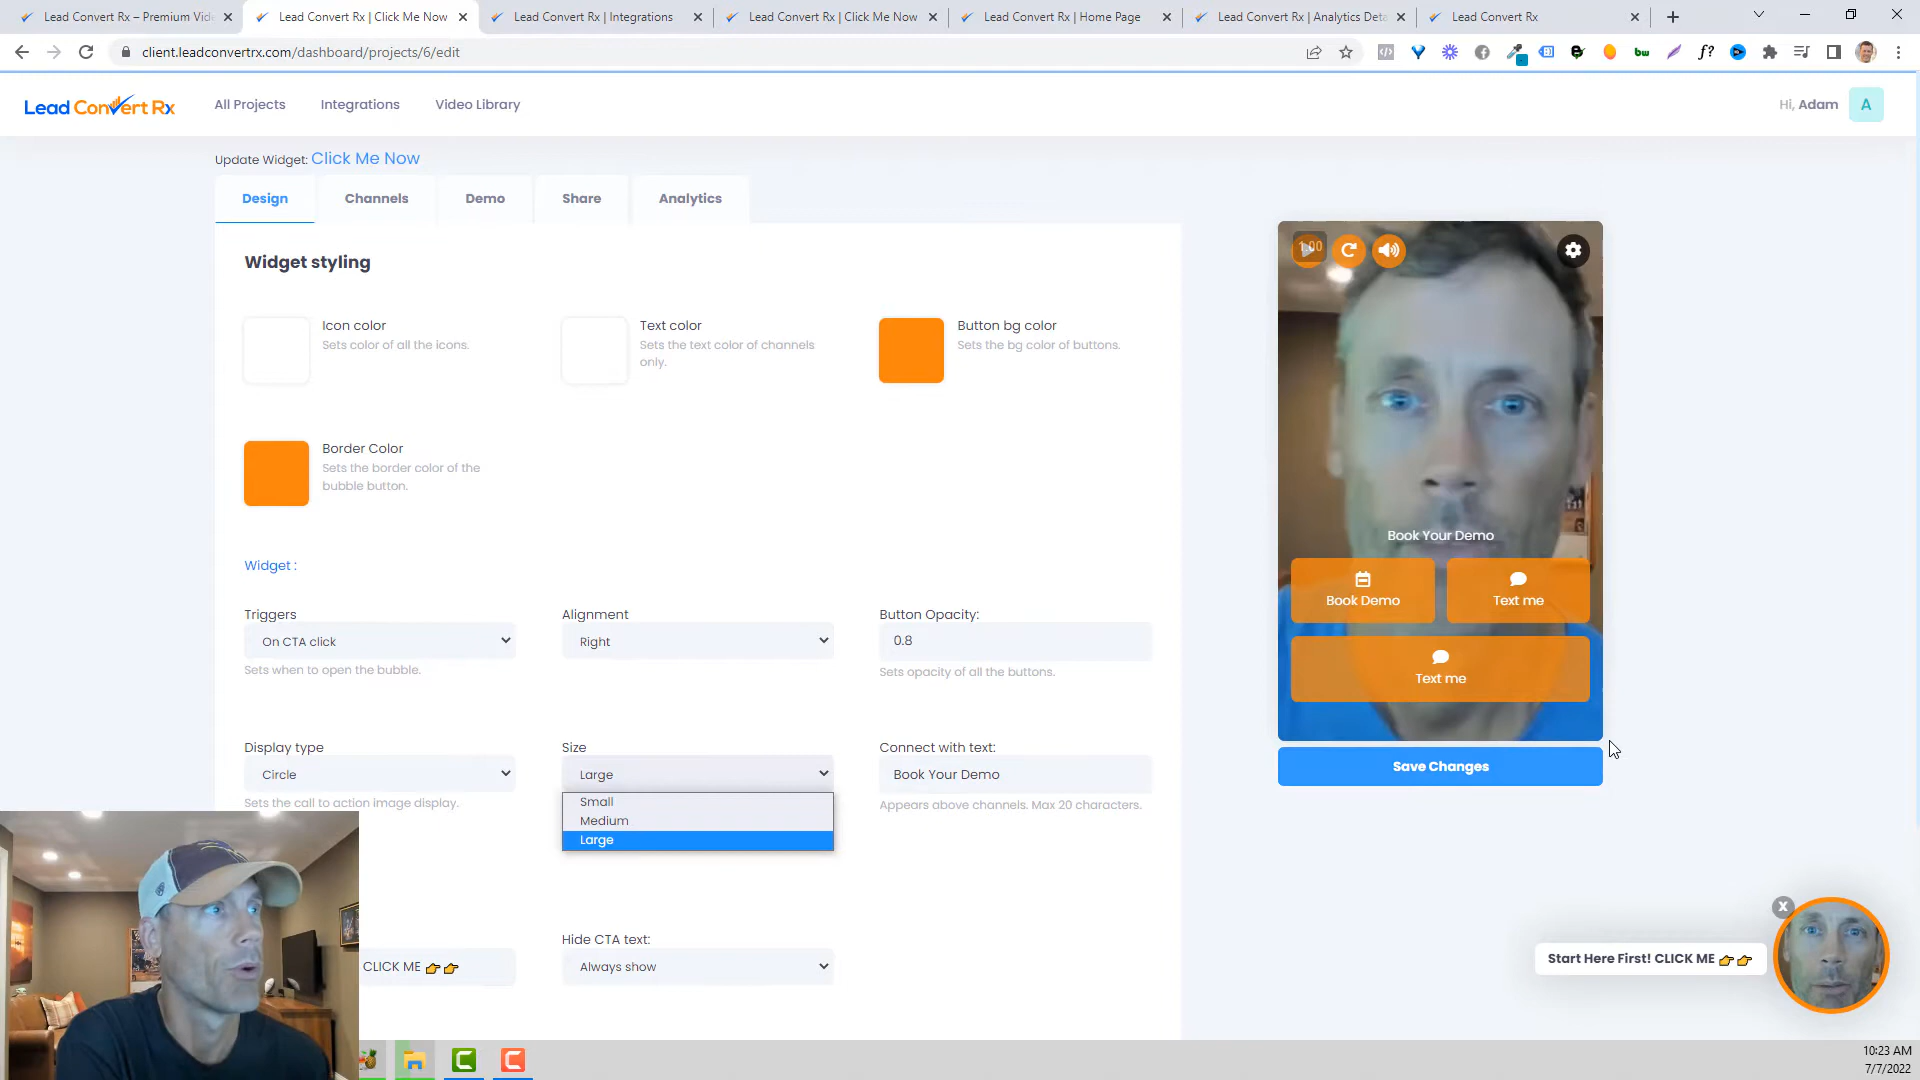 Lead Convert Rx – Premium Vid
Lead Convert Rx | Click Me Now
Lead Convert Rx | Integrations
Lead Convert Rx | Click Me Now
Lead Convert Rx | Home Page
Lead Convert Rx | Analytics Deta
Lead Convert Rx
client.leadconvertrx.com/dashboard/projects/6/edit
bw
f?
Lead Convert Rx
All Projects
Integrations
Video Library
Hi, Adam
A
Update Widget: Click Me Now
Design
Channels
Demo
Share
Analytics
Widget styling
Icon color
Sets color of all the icons.
Text color
Sets the text color of channels
only.
Button bg color
Sets the bg color of buttons.
Border Color
Sets the border color of the
bubble button.
Widget :
Triggers
On CTA click
Sets when to open the bubble.
Alignment
Right
Button Opacity:
0.8
Sets opacity of all the buttons.
Display type
Circle
Sets the call to action image display.
Size
Large
Small
Medium
Large
Connect with text:
Book Your Demo
Appears above channels. Max 20 characters.
CLICK ME 👉👉
Hide CTA text:
Always show
1.00
Book Your Demo
Book Demo
Text me
Text me
Save Changes
X
Start Here First! CLICK ME 👉👉
10:23 AM
7/7/2022